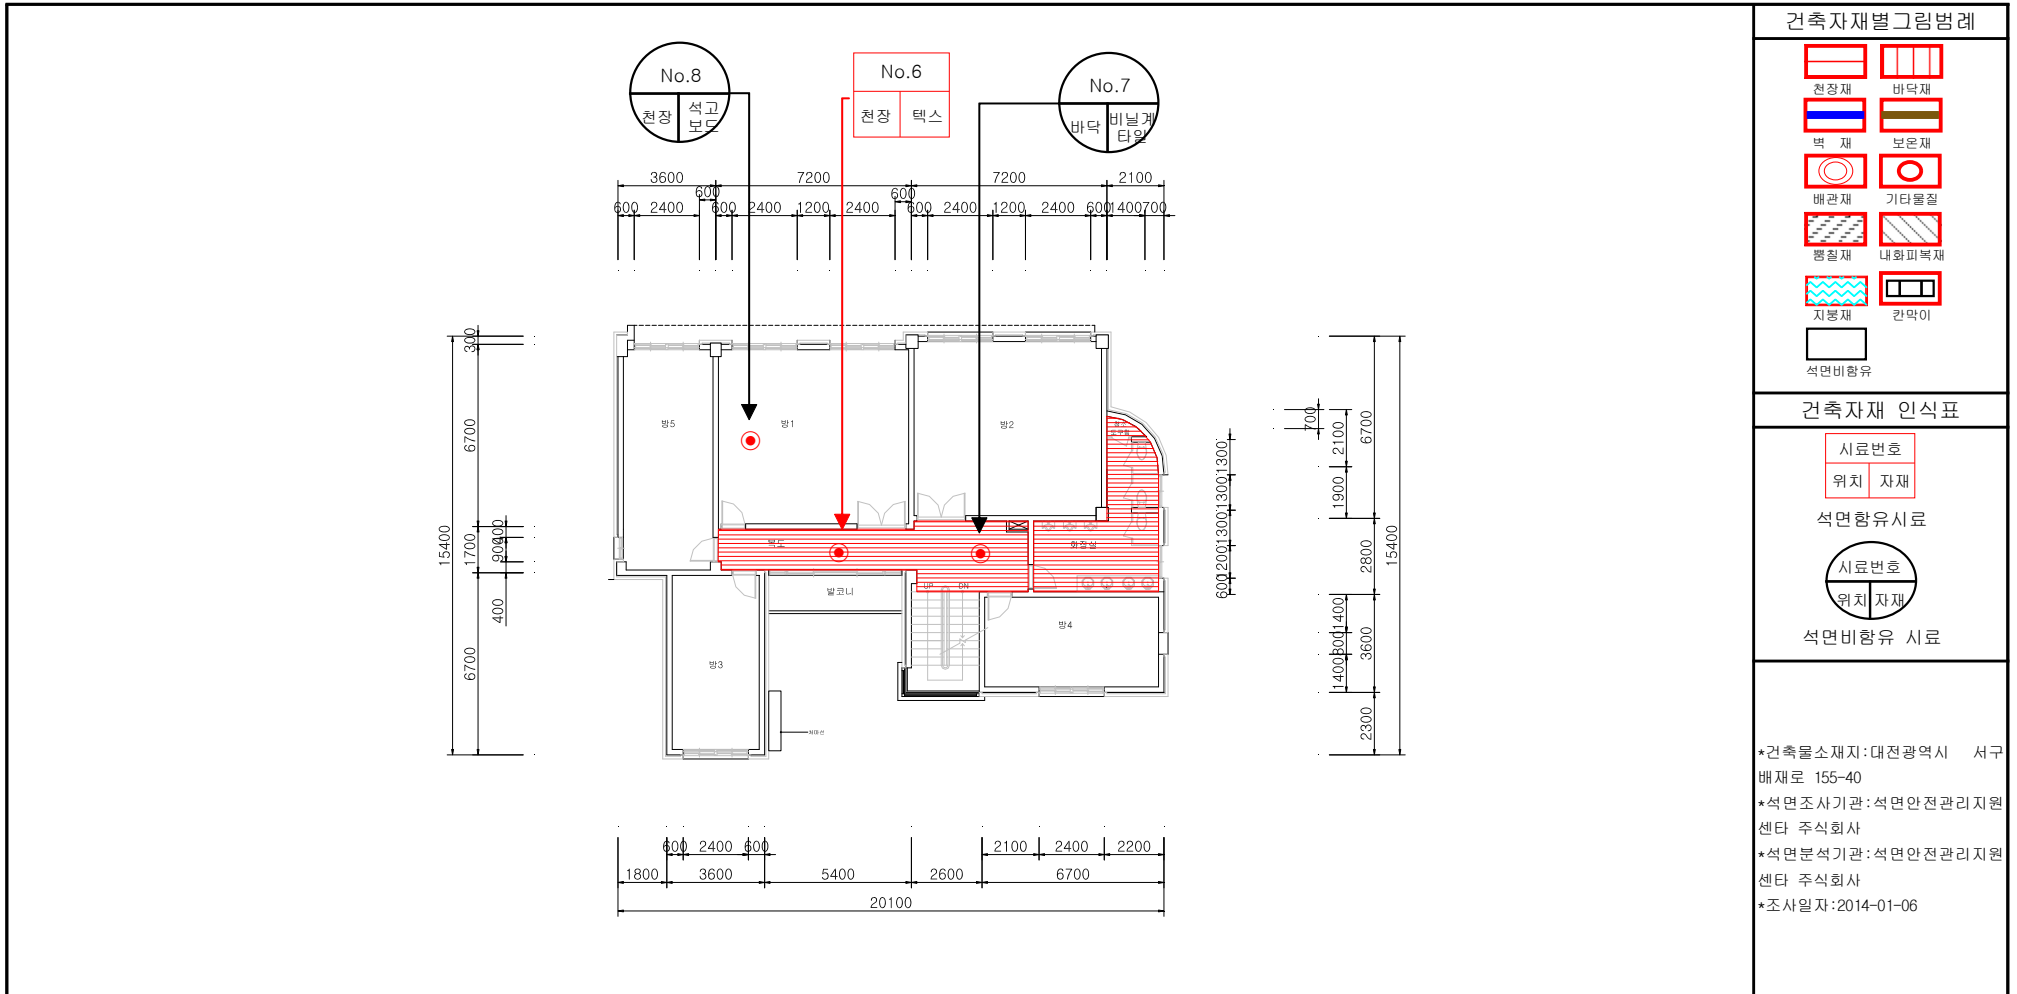 건축자재별그림범례
천장재
바닥재
벽 재
보온재
배관재
기타물질
뿜칠재
내화피복재
지붕재
칸막이
석면비함유
건축자재 인식표
시료번호
위치 자재
석면함유시료
시료번호
위치 자재
석면비함유 시료
*건축물소재지:대전광역시 서구
배재로 155-40
*석면조사기관:석면안전관리지원
센타 주식회사
*석면분석기관:석면안전관리지원
센타 주식회사
*조사일자:2014-01-06
No.8
천장
석고
보드
No.6
천장 텍스
No.7
바닥
비닐계
타일
3600 7200 7200 2100
600 600
600 2400 600 2400 1200 2400 600 2400 1200 2400 600 1400 700
300
6700
15400
1700
900
400
400
6700
방5
방1
방2
복도
화장실
발코니
UP DN
방4
방3
700
2100
6700
1300
1300
1900
1300
1200
600
2800
15400
1400
800
1400
3600
2300
600 2400 600 2100 2400 2200
1800 3600 5400 2600 6700
20100